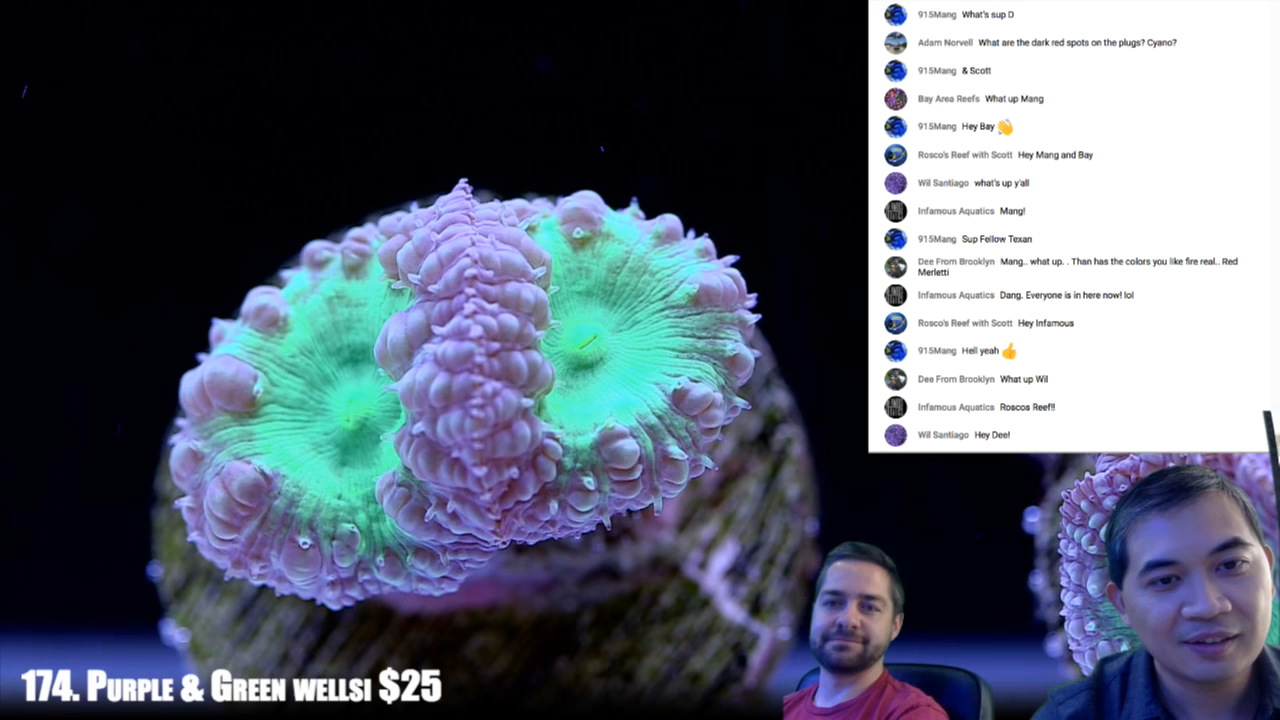 915Mang What's sup D
Adam Norvell What are the dark red spots on the plugs? Cyano?
915Mang & Scott
Bay Area Reefs What up Mang
915Mang Hey Bay 👋
Rosco's Reef with Scott Hey Mang and Bay
Wil Santiago what's up y'all
Infamous Aquatics Mang!
915Mang Sup Fellow Texan
Dee From Brooklyn Mang.. what up. . Than has the colors you like fire real.. Red
Merletti
Infamous Aquatics Dang. Everyone is in here now! lol
Rosco's Reef with Scott Hey Infamous
915Mang Hell yeah 👍
Dee From Brooklyn What up Wil
Infamous Aquatics Roscos Reef!!
Wil Santiago Hey Dee!
174. Purple & Green wellsi $25